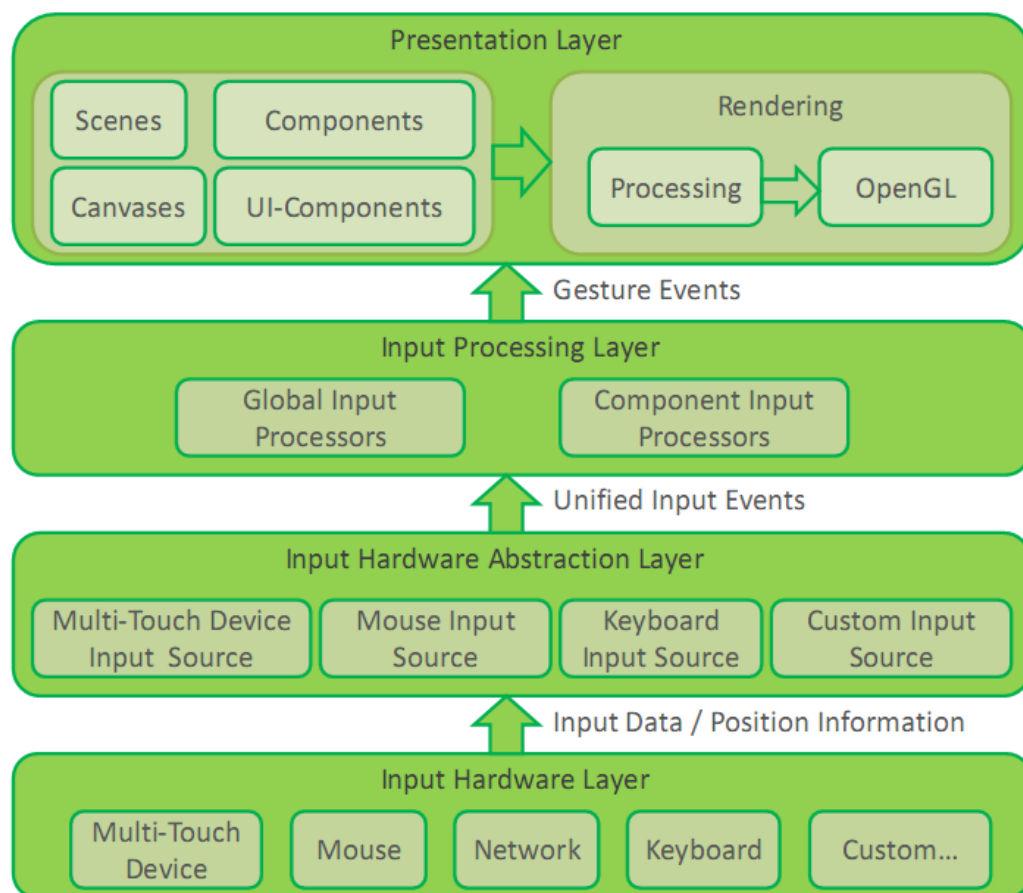 Presentation Layer
Scenes
Components
Canvases
UI-Components
Rendering
Processing
OpenGL
Gesture Events
Input Processing Layer
Global Input
Processors
Component Input
Processors
Unified Input Events
Input Hardware Abstraction Layer
Multi-Touch Device
Input Source
Mouse Input
Source
Keyboard
Input Source
Custom Input
Source
Input Data / Position Information
Input Hardware Layer
Multi-Touch
Device
Mouse
Network
Keyboard
Custom...